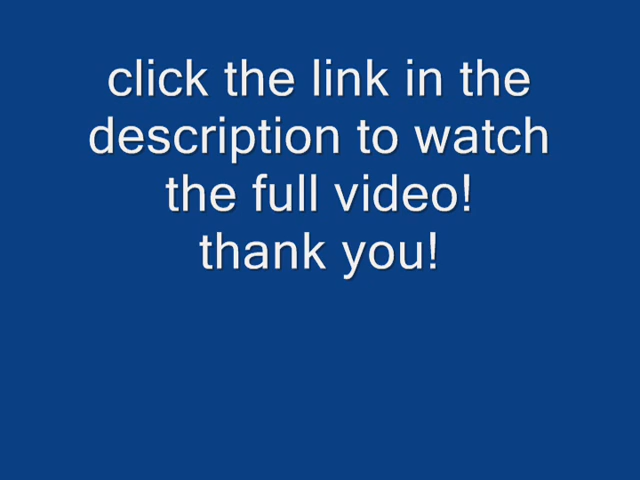 click the link in the
description to watch
the full video!
thank you!